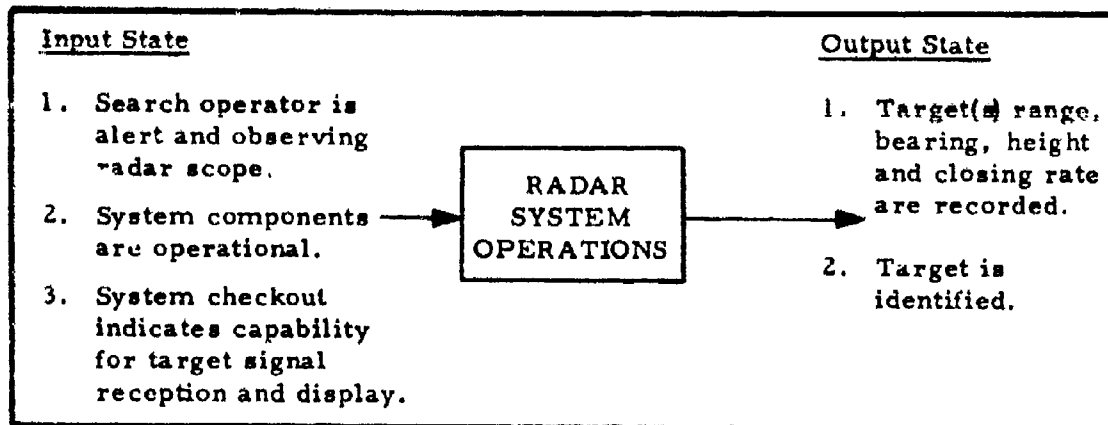 Input State
1. Search operator is
alert and observing
radar scope.
2. System components
are operational.
3. System checkout
indicates capability
for target signal
reception and display.
RADAR
SYSTEM
OPERATIONS
Output State
1. Target(s) range,
bearing, height
and closing rate
are recorded.
2. Target is
identified.